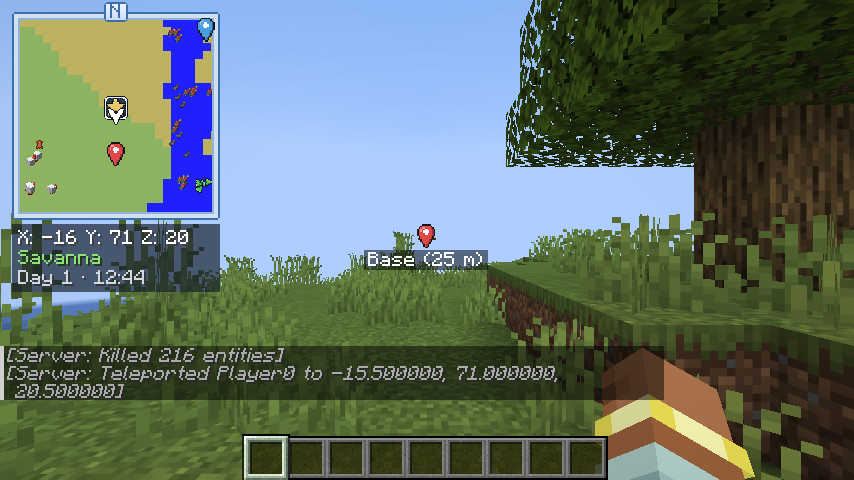 N
X: -16 Y: 71 Z: 20
Savanna
Day 1 · 12:44
Base (25 m)
[Server: Killed 216 entities]
[Server: Teleported Player0 to -15.500000, 71.000000,
20.500000]